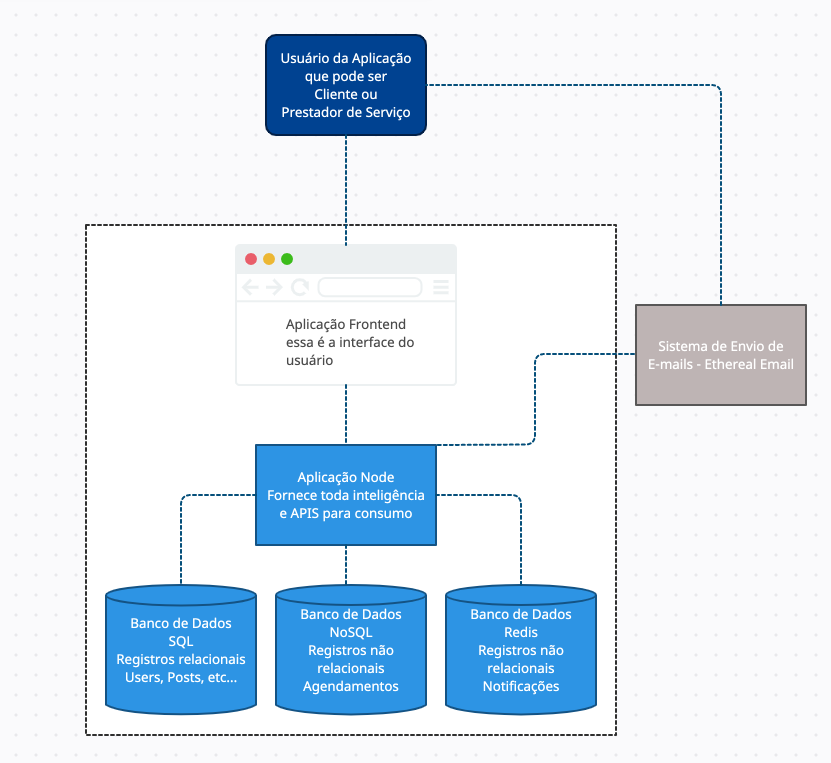 Usuário da Aplicação
que pode ser
Cliente ou
Prestador de Serviço
Aplicação Frontend
essa é a interface do
usuário
Sistema de Envio de
E-mails - Ethereal Email
Aplicação Node
Fornece toda inteligência
e APIS para consumo
Banco de Dados
SQL
Registros relacionais
Users, Posts, etc...
Banco de Dados
NoSQL
Registros não
relacionais
Agendamentos
Banco de Dados
Redis
Registros não
relacionais
Notificações